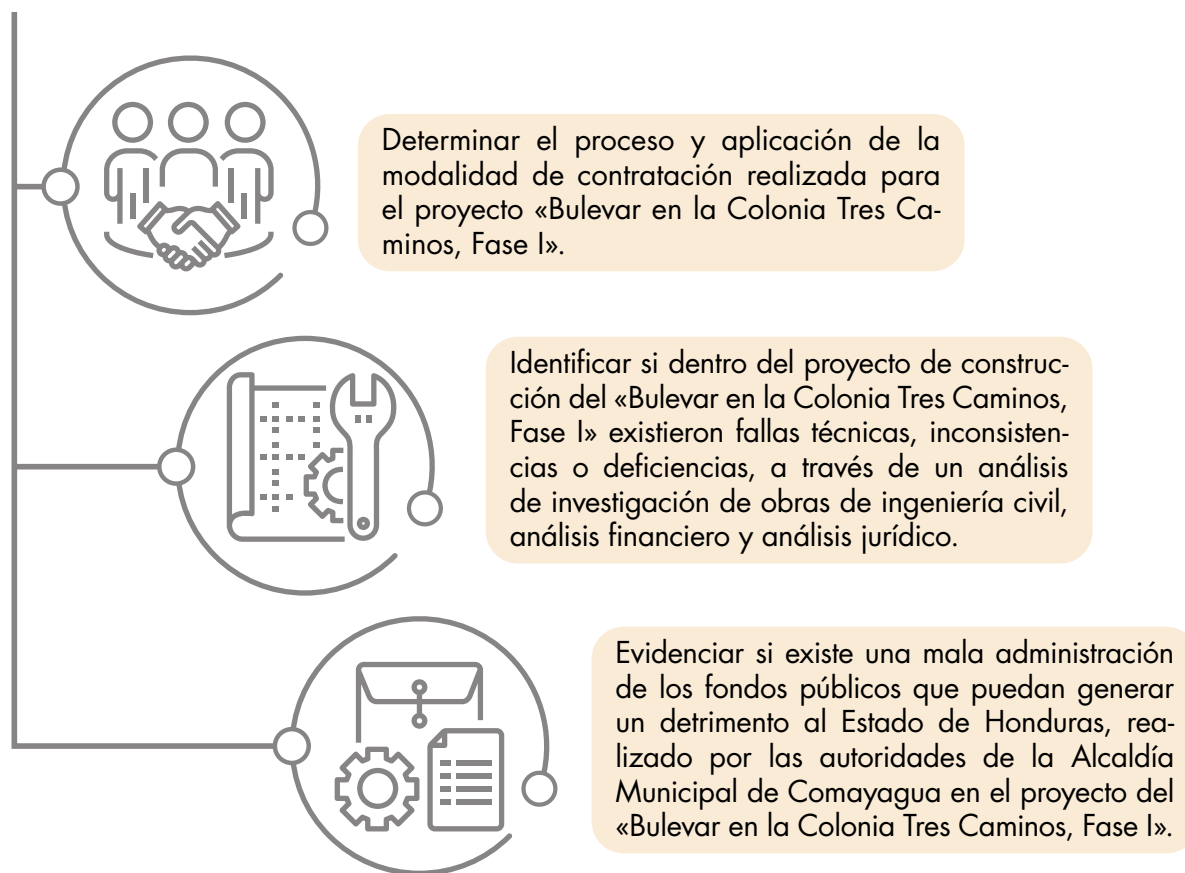 Determinar el proceso y aplicación de la
modalidad de contratación realizada para
el proyecto «Bulevar en la Colonia Tres Ca-
minos, Fase I».
Identificar si dentro del proyecto de construc-
ción del «Bulevar en la Colonia Tres Caminos,
Fase I» existieron fallas técnicas, inconsisten-
cias o deficiencias, a través de un análisis
de investigación de obras de ingeniería civil,
análisis financiero y análisis jurídico.
Evidenciar si existe una mala administración
de los fondos públicos que puedan generar
un detrimento al Estado de Honduras, rea-
lizado por las autoridades de la Alcaldía
Municipal de Comayagua en el proyecto del
«Bulevar en la Colonia Tres Caminos, Fase I».